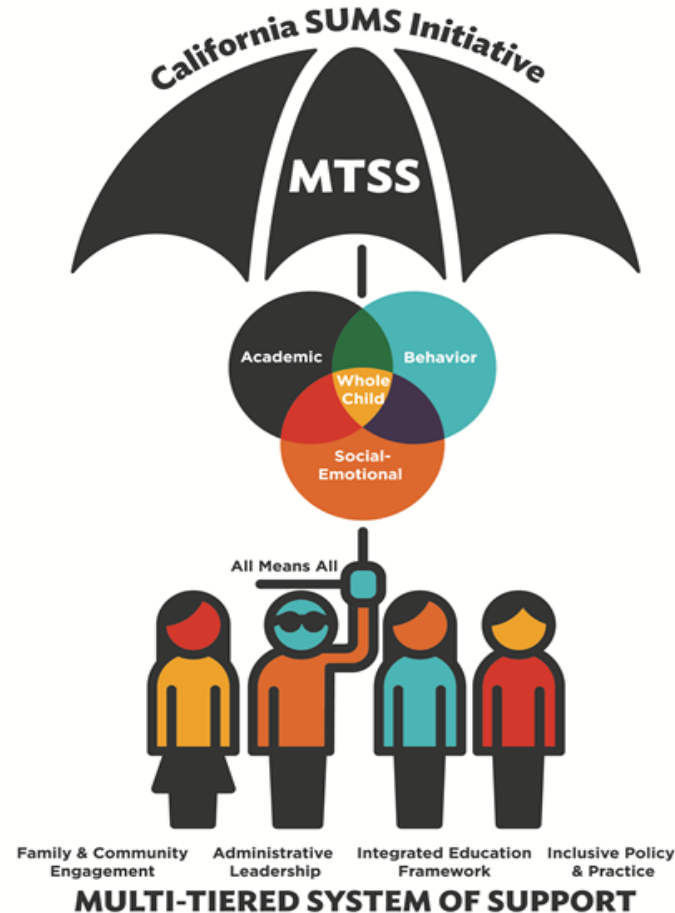 California SUMS Initiative
MTSS
Academic
Behavior
Whole
Child
Social-
Emotional
All Means All
Family & Community
Engagement
Administrative
Leadership
Integrated Education
Framework
Inclusive Policy
& Practice
MULTI-TIERED SYSTEM OF SUPPORT